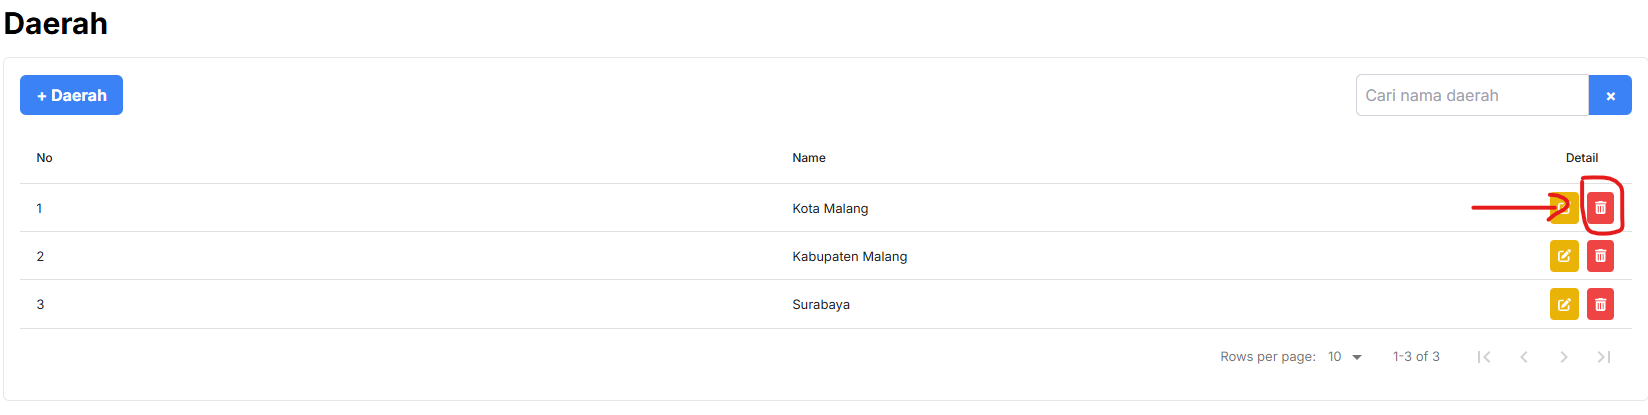 Daerah
+ Daerah
Cari nama daerah ×
No Name Detail
1 Kota Malang
2 Kabupaten Malang
3 Surabaya
Rows per page: 10 1-3 of 3